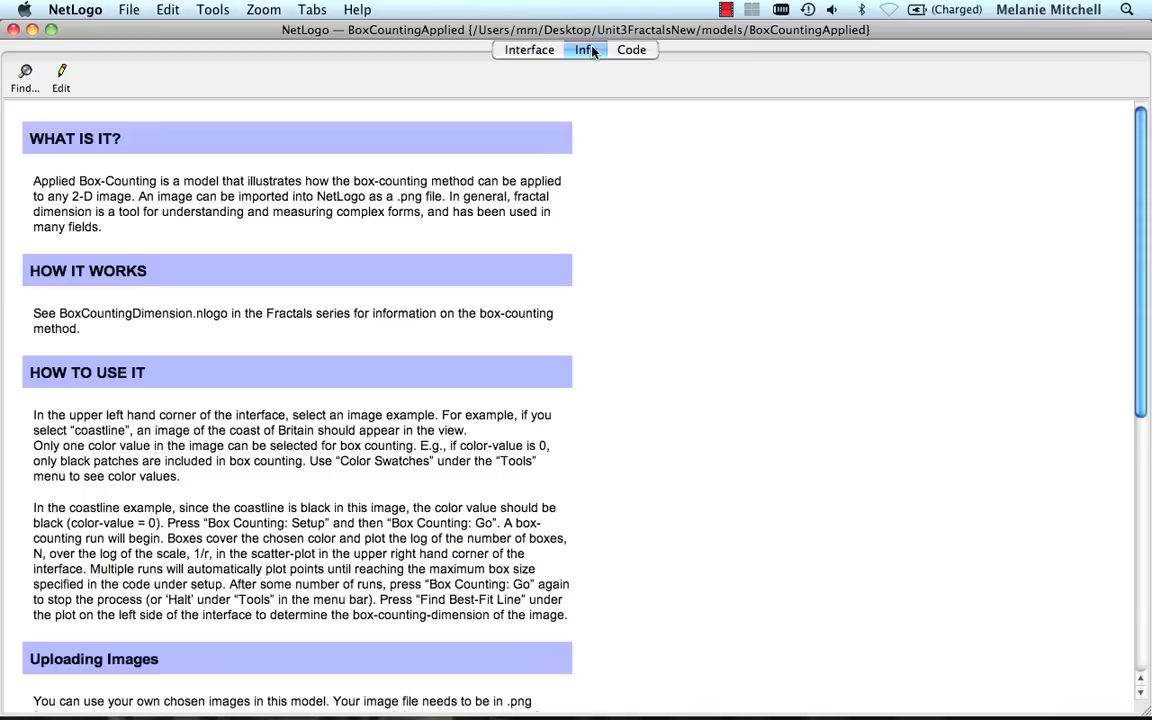 NetLogo File Edit Tools Zoom Tabs Help (Charged) Melanie Mitchell
NetLogo — BoxCountingApplied {/Users/mm/Desktop/Unit3FractalsNew/models/BoxCountingApplied}
Interface Inf Code
Find... Edit
WHAT IS IT?
Applied Box-Counting is a model that illustrates how the box-counting method can be applied
to any 2-D image. An image can be imported into NetLogo as a .png file. In general, fractal
dimension is a tool for understanding and measuring complex forms, and has been used in
many fields.
HOW IT WORKS
See BoxCountingDimension.nlogo in the Fractals series for information on the box-counting
method.
HOW TO USE IT
In the upper left hand corner of the interface, select an image example. For example, if you
select “coastline”, an image of the coast of Britain should appear in the view.
Only one color value in the image can be selected for box counting. E.g., if color-value is 0,
only black patches are included in box counting. Use “Color Swatches” under the “Tools”
menu to see color values.
In the coastline example, since the coastline is black in this image, the color value should be
black (color-value = 0). Press “Box Counting: Setup” and then “Box Counting: Go”. A box-
counting run will begin. Boxes cover the chosen color and plot the log of the number of boxes,
N, over the log of the scale, 1/r, in the scatter-plot in the upper right hand corner of the
interface. Multiple runs will automatically plot points until reaching the maximum box size
specified in the code under setup. After some number of runs, press “Box Counting: Go” again
to stop the process (or ‘Halt’ under “Tools” in the menu bar). Press “Find Best-Fit Line” under
the plot on the left side of the interface to determine the box-counting-dimension of the image.
Uploading Images
You can use your own chosen images in this model. Your image file needs to be in .png